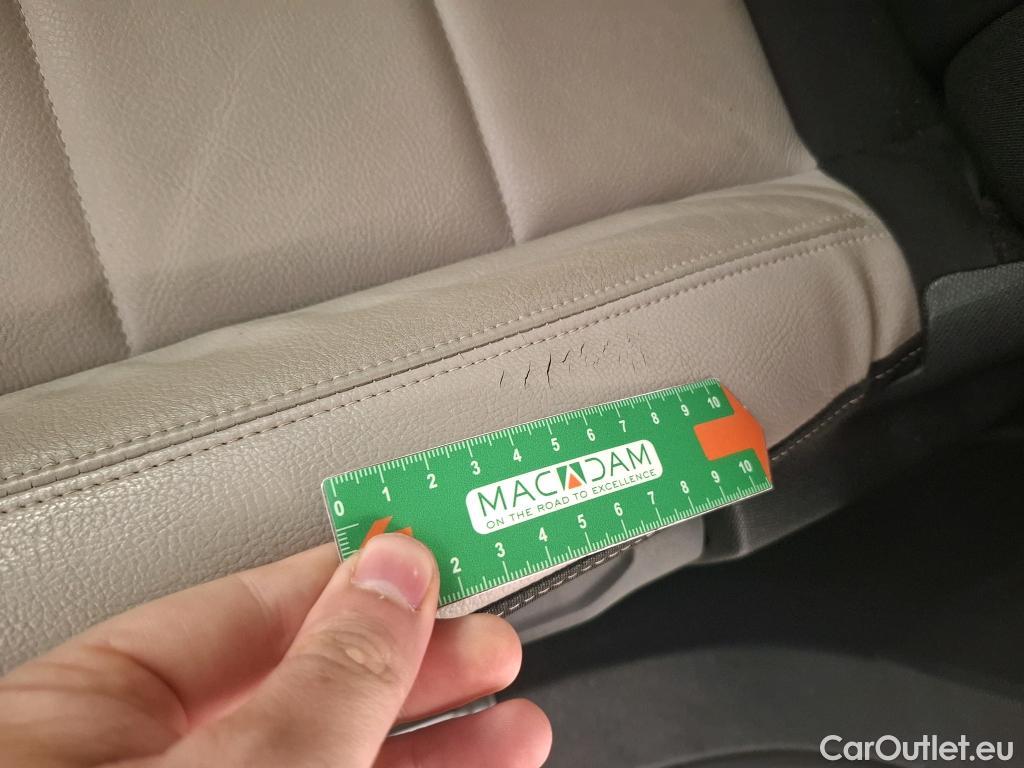 0 1 2 3 4 5 6 7 8 9 10
MACADAM
ON THE ROAD TO EXCELLENCE
2 3 4 5 6 7 8 9 10
CarOutlet.eu